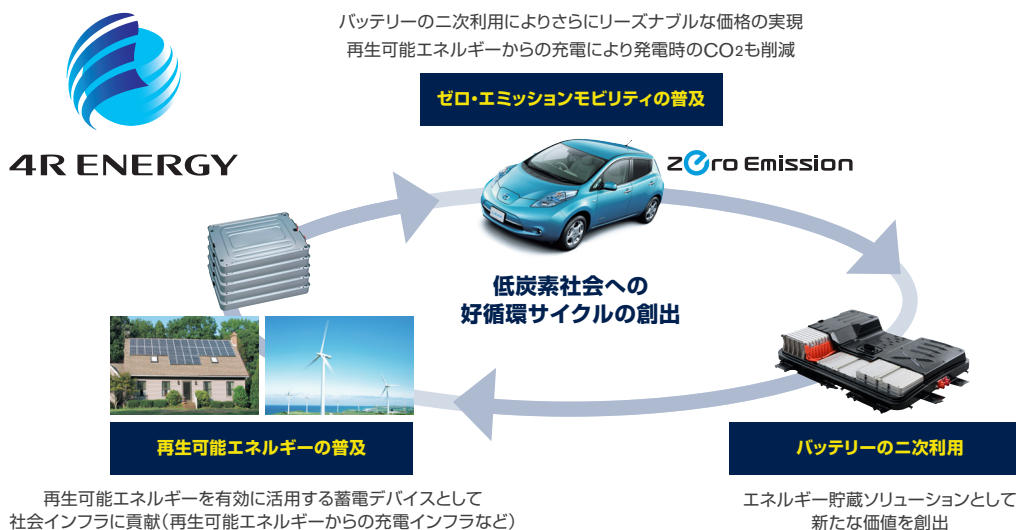 バッテリーの二次利用によりさらにリーズナブルな価格の実現
再生可能エネルギーからの充電により発電時のCO2も削減
ゼロ・エミッションモビリティの普及
4R ENERGY
zero Emission
低炭素社会への
好循環サイクルの創出
再生可能エネルギーの普及
バッテリーの二次利用
再生可能エネルギーを有効に活用する蓄電デバイスとして
社会インフラに貢献(再生可能エネルギーからの充電インフラなど)
エネルギー貯蔵ソリューションとして
新たな価値を創出